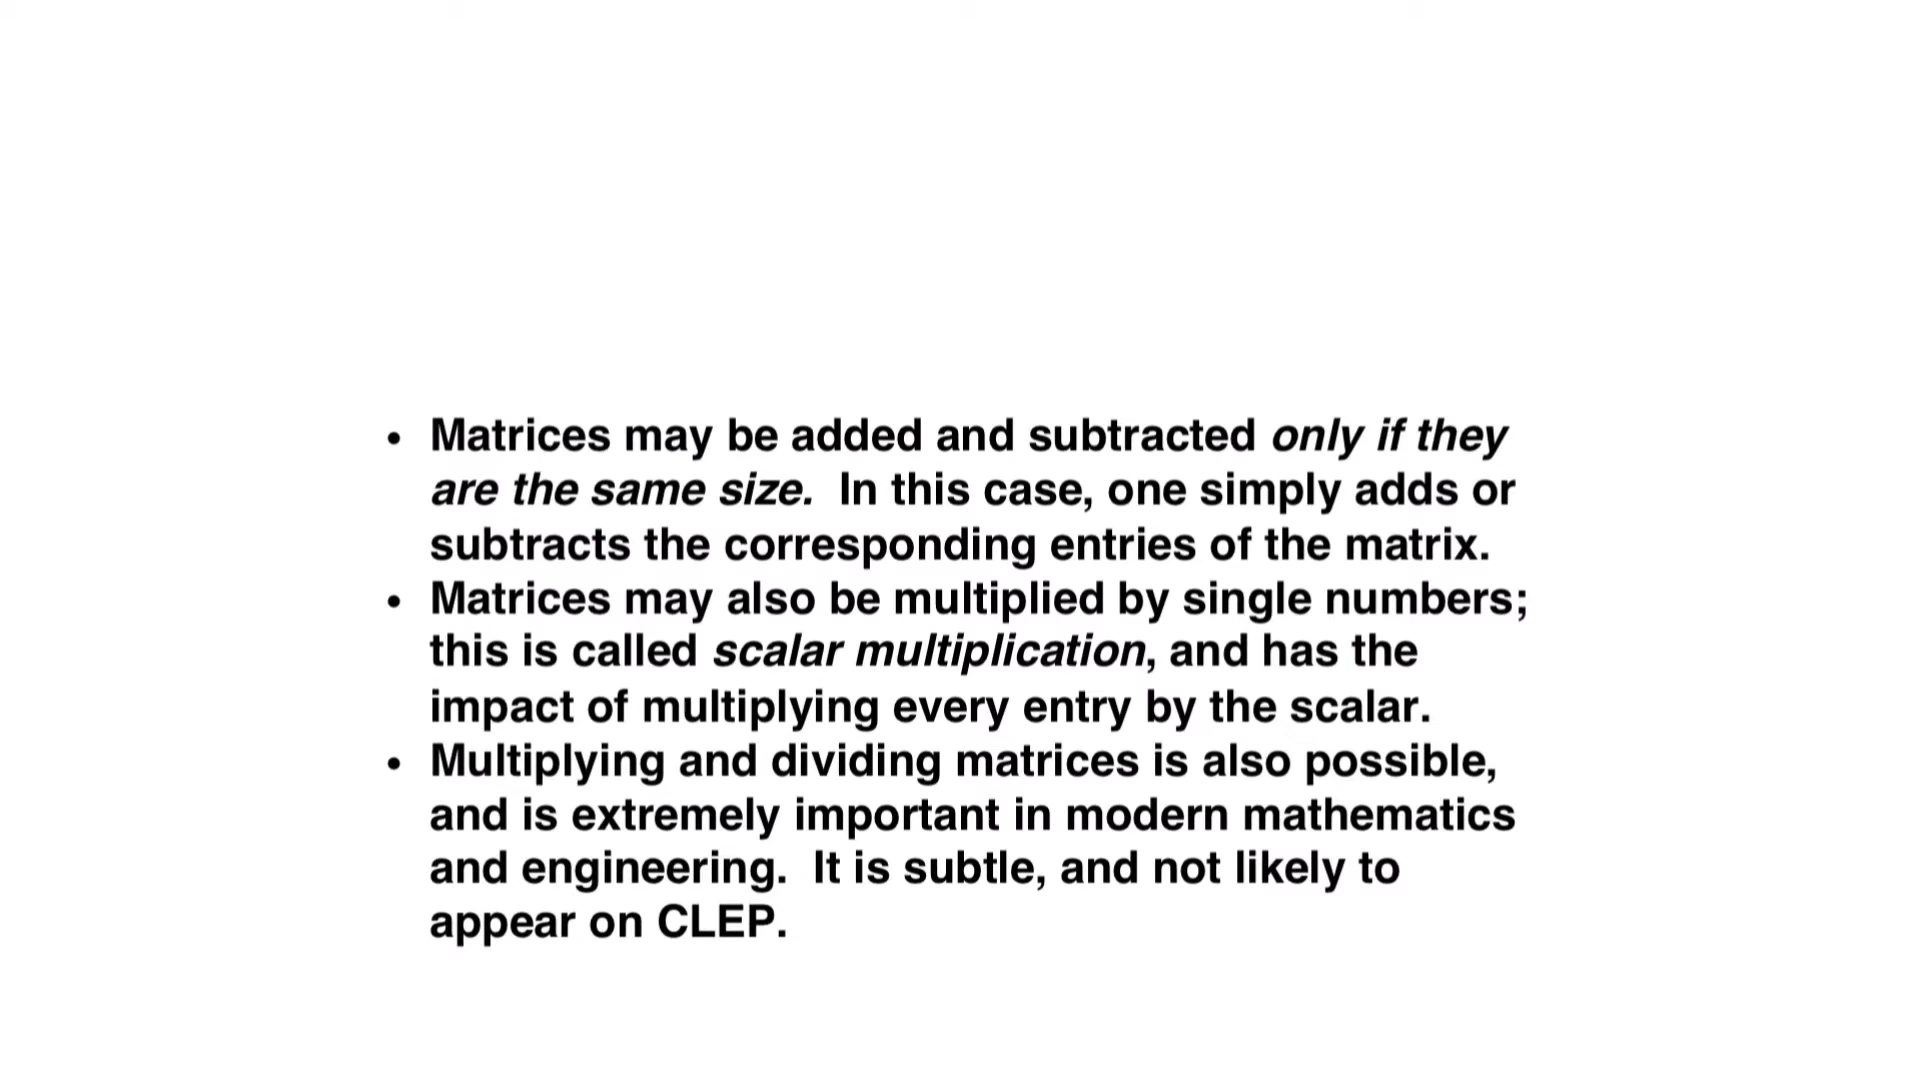 • Matrices may be added and subtracted only if they
are the same size.  In this case, one simply adds or
subtracts the corresponding entries of the matrix.
• Matrices may also be multiplied by single numbers;
this is called scalar multiplication, and has the
impact of multiplying every entry by the scalar.
• Multiplying and dividing matrices is also possible,
and is extremely important in modern mathematics
and engineering.  It is subtle, and not likely to
appear on CLEP.